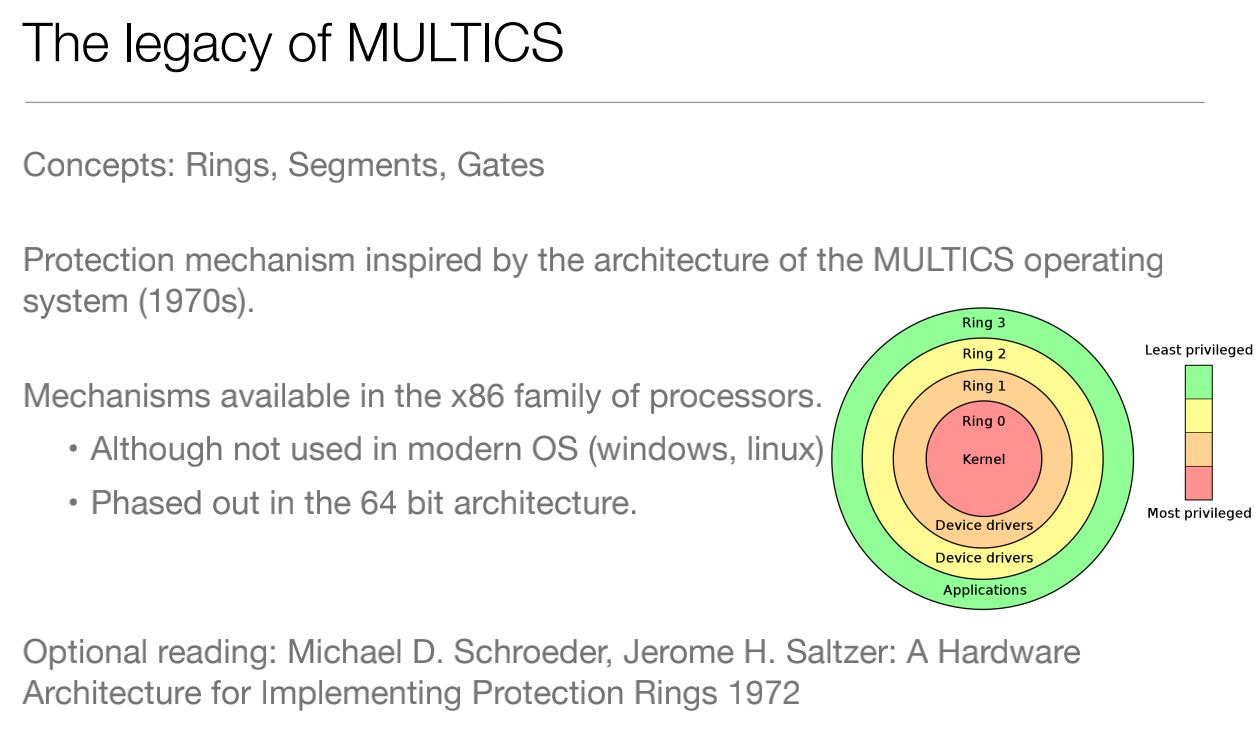 The legacy of MULTICS
Concepts: Rings, Segments, Gates
Protection mechanism inspired by the architecture of the MULTICS operating
system (1970s).
Mechanisms available in the x86 family of processors.
• Although not used in modern OS (windows, linux)
• Phased out in the 64 bit architecture.
Ring 3
Ring 2
Ring 1
Ring 0
Kernel
Device drivers
Device drivers
Applications
Least privileged
Most privileged
Optional reading: Michael D. Schroeder, Jerome H. Saltzer: A Hardware
Architecture for Implementing Protection Rings 1972